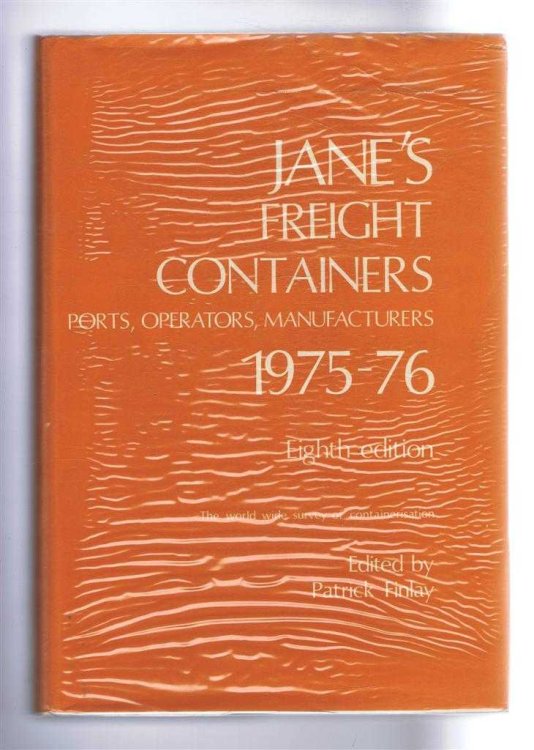 JANE'S
FREIGHT
CONTAINERS
PORTS, OPERATORS, MANUFACTURERS
1975-76
Eighth edition
The world wide survey of containerisation
Edited by
Patrick Finlay